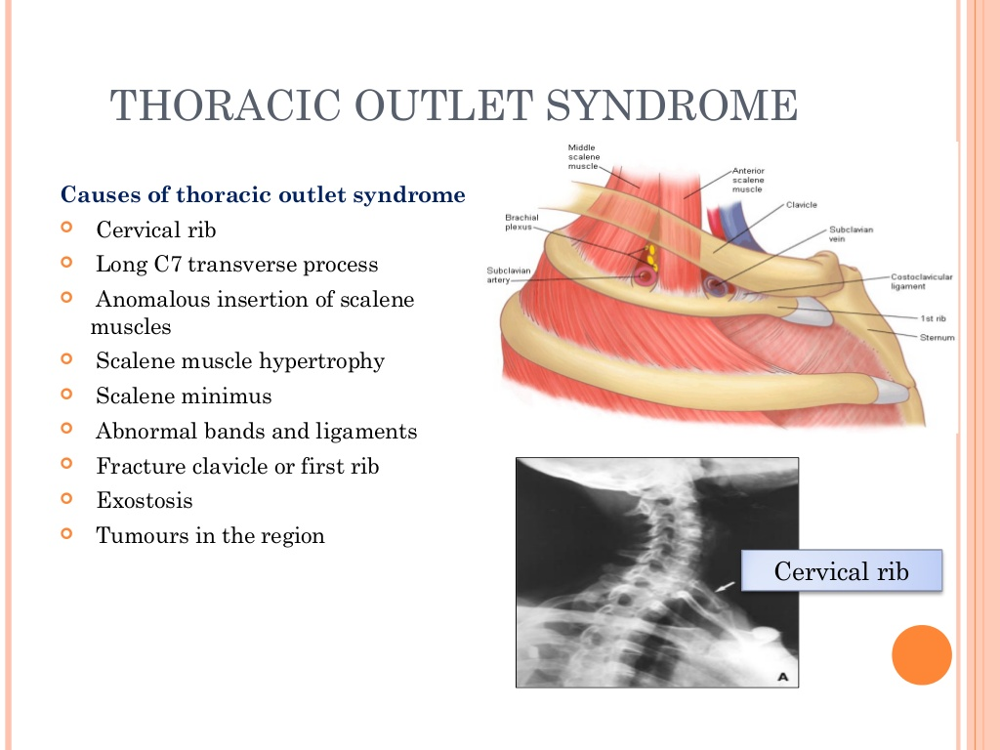 THORACIC OUTLET SYNDROME
Causes of thoracic outlet syndrome
Cervical rib
Long C7 transverse process
Anomalous insertion of scalene
muscles
Scalene muscle hypertrophy
Scalene minimus
Abnormal bands and ligaments
Fracture clavicle or first rib
Exostosis
Tumours in the region
Middle
scalene
muscle
Anterior
scalene
muscle
Clavicle
Brachial
plexus
Subclavian
vein
Subclavian
artery
Costoclavicular
ligament
1st rib
Sternum
Cervical rib
A